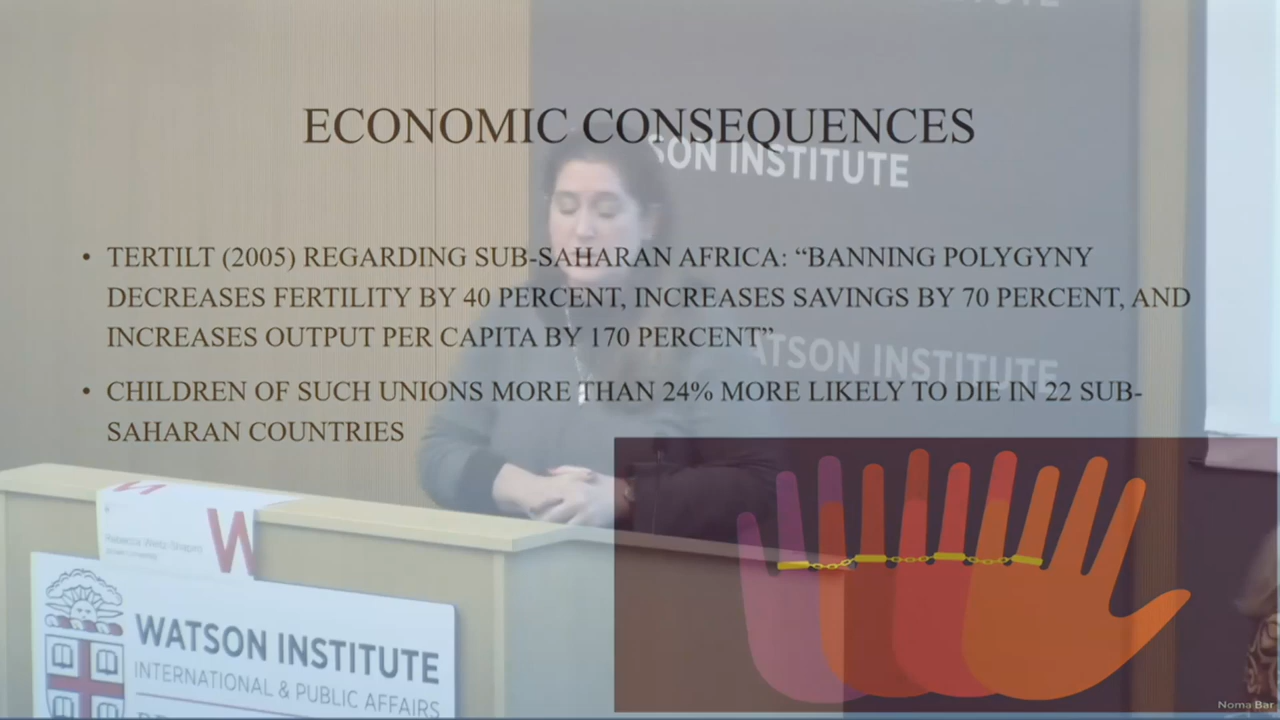 ECONOMIC CONSEQUENCES
SON INSTITUTE
• TERTILT (2005) REGARDING SUB-SAHARAN AFRICA: “BANNING POLYGYNY
DECREASES FERTILITY BY 40 PERCENT, INCREASES SAVINGS BY 70 PERCENT, AND
INCREASES OUTPUT PER CAPITA BY 170 PERCENT”
ATSON INSTITUTE
• CHILDREN OF SUCH UNIONS MORE THAN 24% MORE LIKELY TO DIE IN 22 SUB-
SAHARAN COUNTRIES
W
WATSON INSTITUTE
INTERNATIONAL & PUBLIC AFFAIRS
Noma Bar